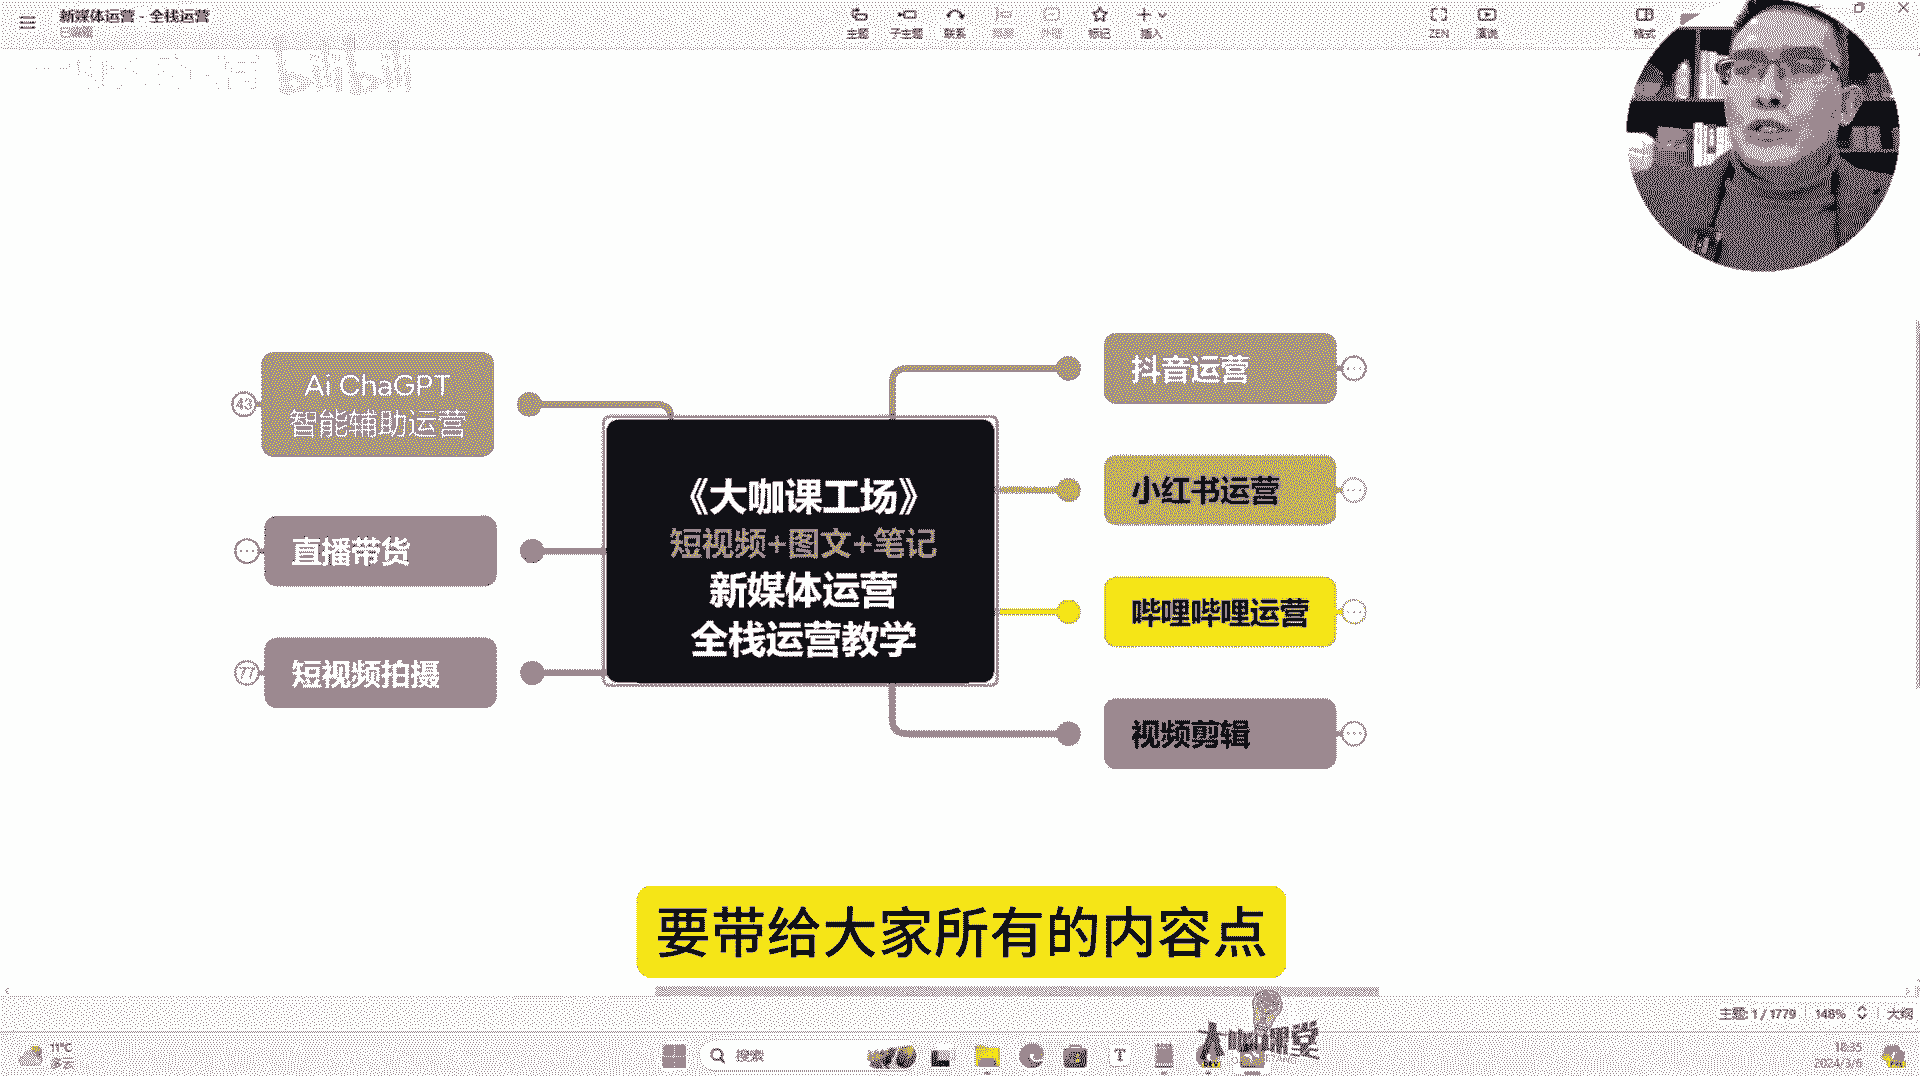 新媒体运营 - 全栈运营
已编辑
主题
子主题
联系
概要
外框
标记
插入
ZEN
演说
格式
Ai ChaGPT
智能辅助运营
43
直播带货
短视频拍摄
77
《大咖课工场》
短视频+图文+笔记
新媒体运营
全栈运营教学
抖音运营
小红书运营
哔哩哔哩运营
视频剪辑
要带给大家所有的内容点
主题: 1 / 1779
148%
大纲
11°C
多云
搜索
大咖课堂
18:35
2024/3/6